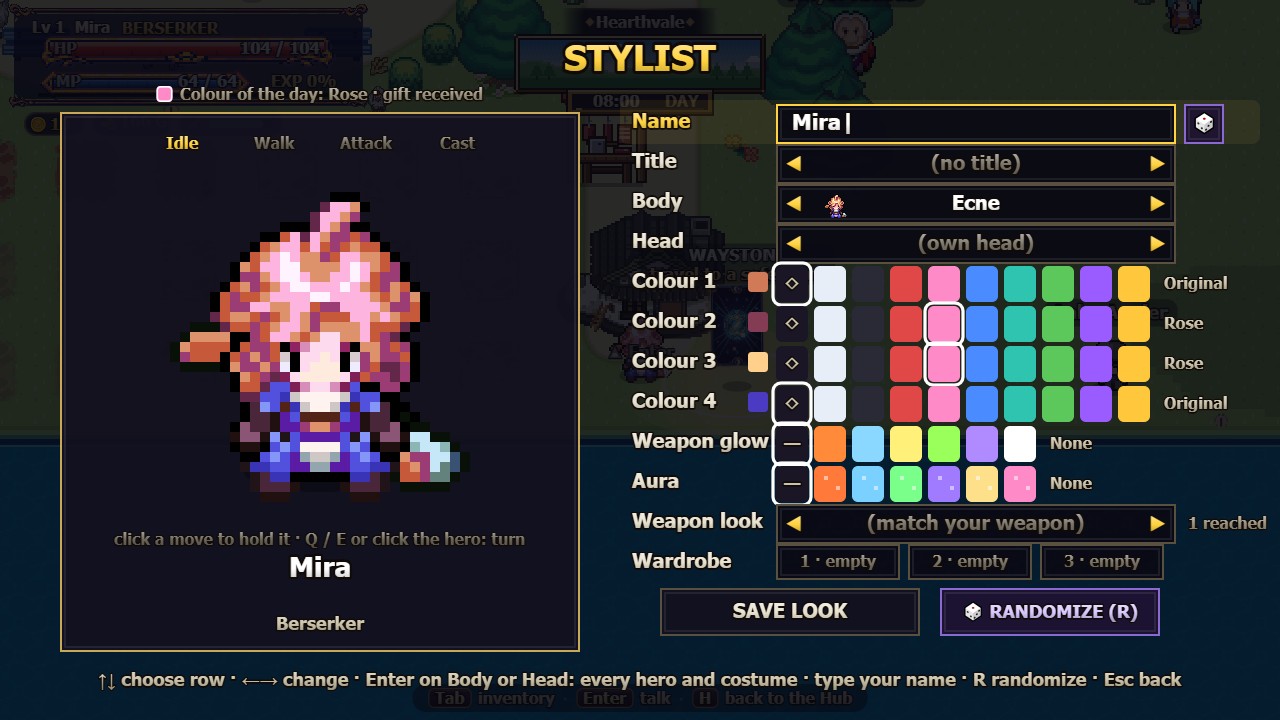 Lv 1 Mira BERSERKER
HP 104 / 104
MP 64 / 64 EXP 0%
Hearthvale
STYLIST
08:00 DAY
Colour of the day: Rose · gift received
Idle Walk Attack Cast
click a move to hold it · Q / E or click the hero: turn
Mira
Berserker
Name Mira
Title (no title)
Body Ecne
Head (own head)
Colour 1 Original
Colour 2 Rose
Colour 3 Rose
Colour 4 Original
Weapon glow None
Aura None
Weapon look (match your weapon) 1 reached
Wardrobe 1 · empty 2 · empty 3 · empty
SAVE LOOK RANDOMIZE (R)
↑↓ choose row · ←→ change · Enter on Body or Head: every hero and costume · type your name · R randomize · Esc back
Tab inventory · Enter talk · H back to the Hub